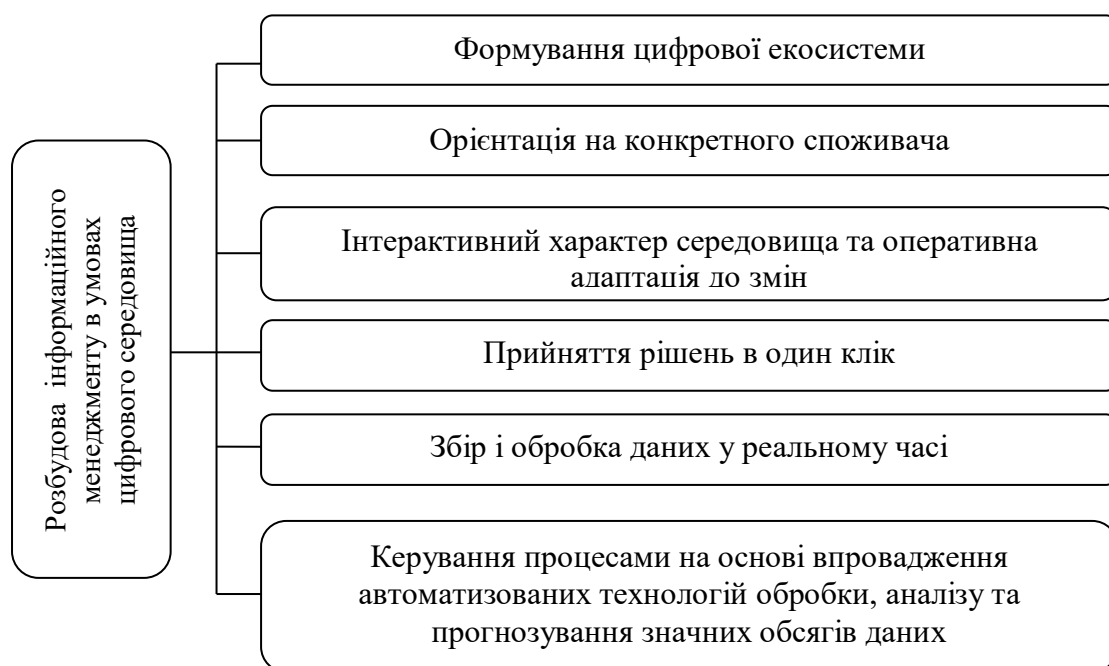 Розбудова інформаційного
менеджменту в умовах
цифрового середовища
Формування цифрової екосистеми
Орієнтація на конкретного споживача
Інтерактивний характер середовища та оперативна
адаптація до змін
Прийняття рішень в один клік
Збір і обробка даних у реальному часі
Керування процесами на основі впровадження
автоматизованих технологій обробки, аналізу та
прогнозування значних обсягів даних